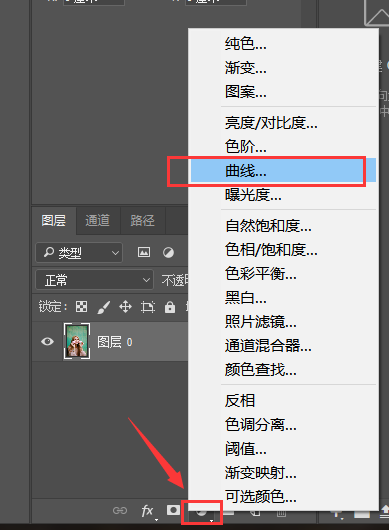 纯色...
渐变...
图案...
亮度/对比度...
色阶...
曲线...
曝光度...
自然饱和度...
色相/饱和度...
色彩平衡...
黑白...
照片滤镜...
通道混合器...
颜色查找...
反相
色调分离...
阈值...
渐变映射...
可选颜色...
图层 通道 路径
类型
正常 不透明
锁定:
图层 0
fx